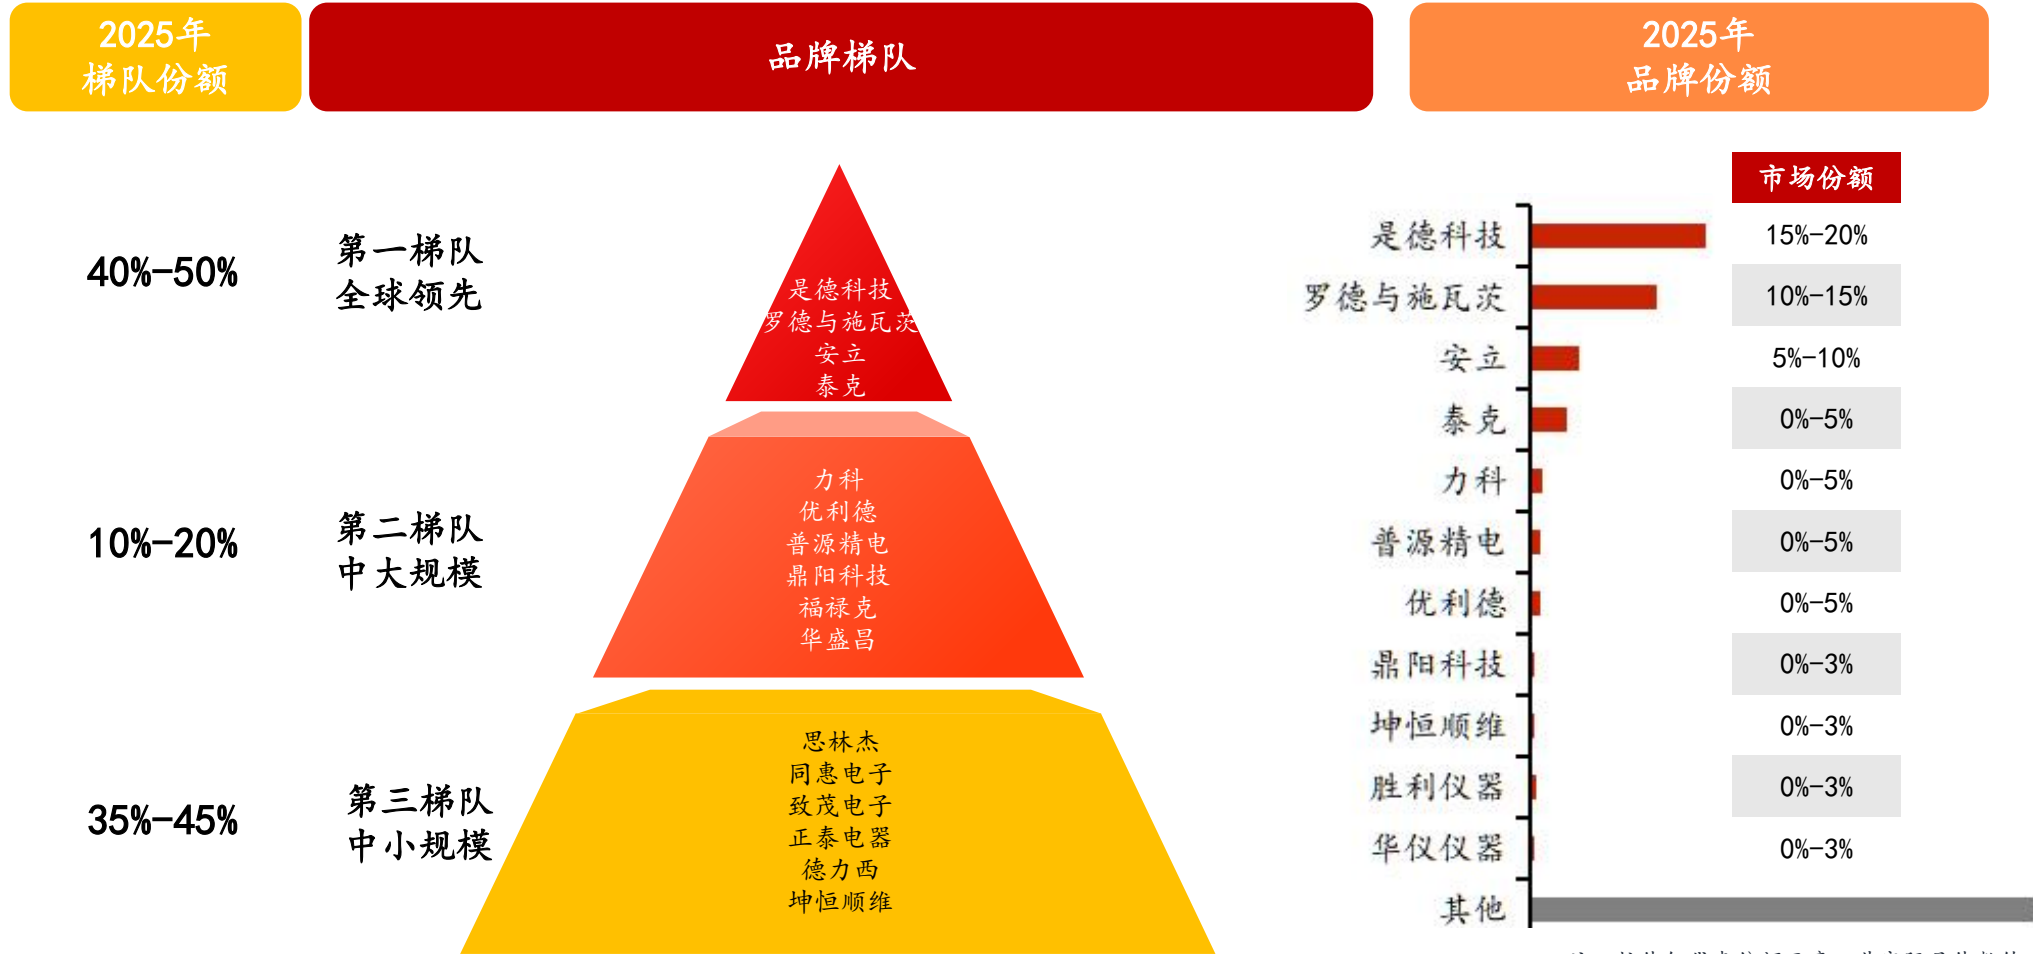 2025年
梯队份额
品牌梯队
2025年
品牌份额
40%-50%
第一梯队
全球领先
是德科技
罗德与施瓦茨
安立
泰克
10%-20%
第二梯队
中大规模
力科
优利德
普源精电
鼎阳科技
福禄克
华盛昌
35%-45%
第三梯队
中小规模
思林杰
同惠电子
致茂电子
正泰电器
德力西
坤恒顺维
市场份额
是德科技 15%-20%
罗德与施瓦茨 10%-15%
安立 5%-10%
泰克 0%-5%
力科 0%-5%
普源精电 0%-5%
优利德 0%-5%
鼎阳科技 0%-3%
坤恒顺维 0%-3%
胜利仪器 0%-3%
华仪仪器 0%-3%
其他